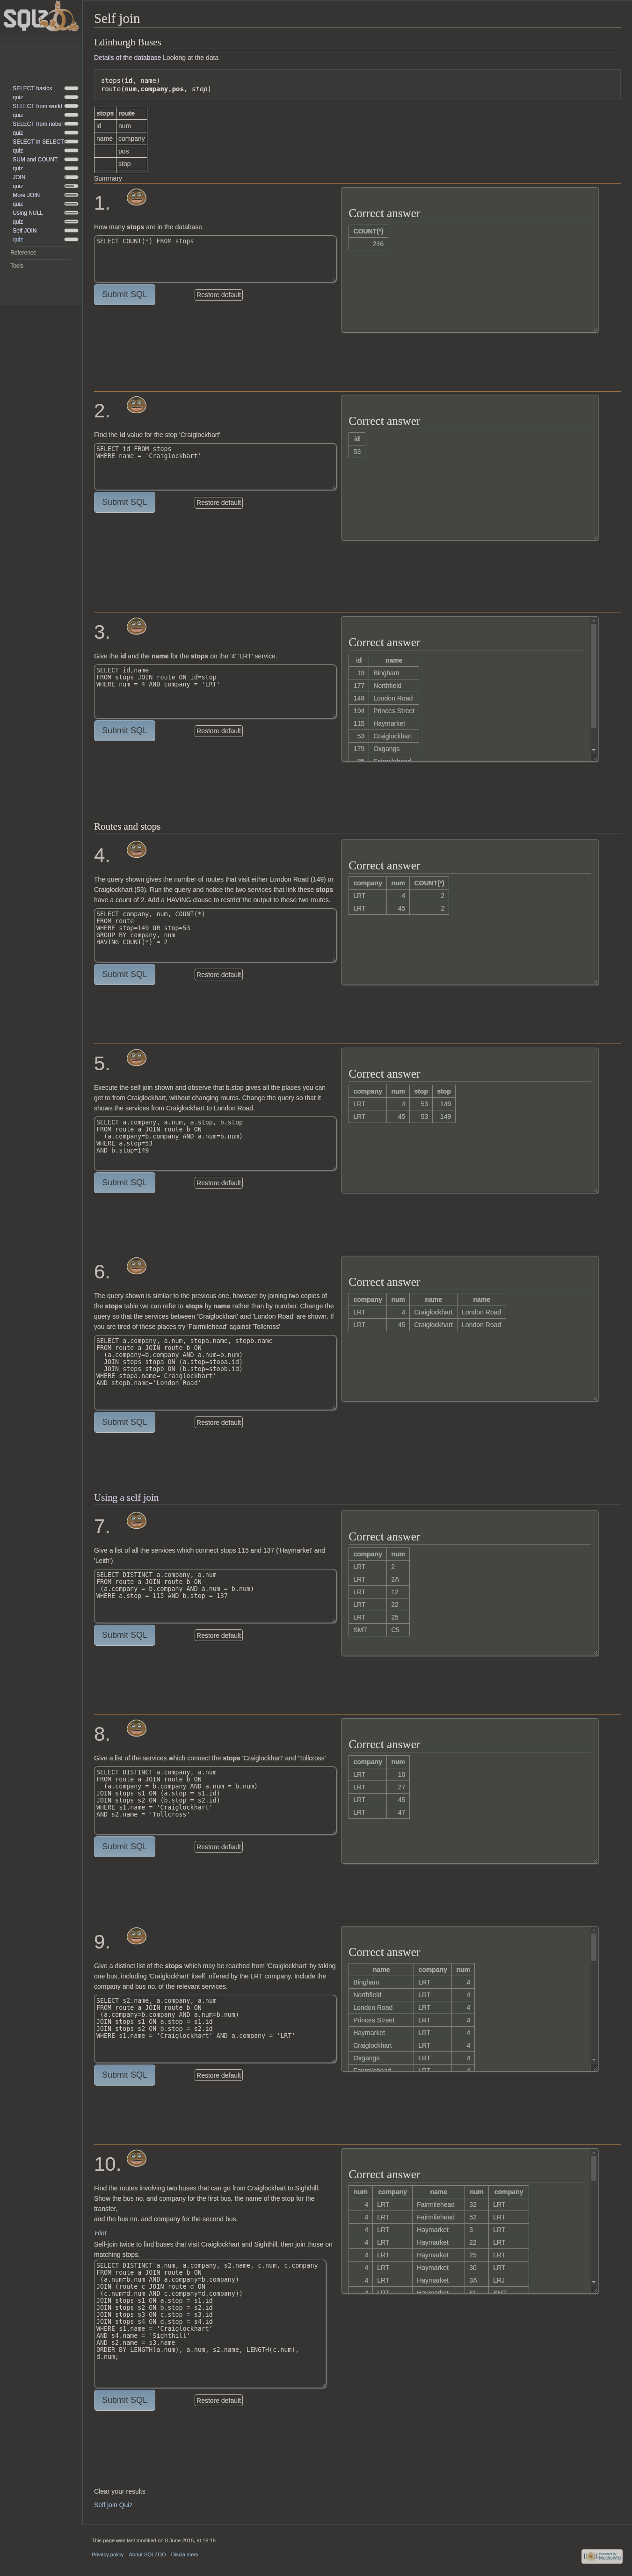 SQLZOO
SELECT basics
quiz
SELECT from world
quiz
SELECT from nobel
quiz
SELECT in SELECT
quiz
SUM and COUNT
quiz
JOIN
quiz
More JOIN
quiz
Using NULL
quiz
Self JOIN
quiz
Reference
Tools
Self join
Edinburgh Buses
Details of the database Looking at the data
stops(id, name)
route(num,company,pos, stop)
stops route
id num
name company
pos
stop
Summary
1.
How many stops are in the database.
SELECT COUNT(*) FROM stops
Submit SQL
Restore default
Correct answer
COUNT(*)
246
2.
Find the id value for the stop 'Craiglockhart'
SELECT id FROM stops
WHERE name = 'Craiglockhart'
Submit SQL
Restore default
Correct answer
id
53
3.
Give the id and the name for the stops on the '4' 'LRT' service.
SELECT id,name
FROM stops JOIN route ON id=stop
WHERE num = 4 AND company = 'LRT'
Submit SQL
Restore default
Correct answer
id name
19 Bingham
177 Northfield
149 London Road
194 Princes Street
115 Haymarket
53 Craiglockhart
179 Oxgangs
85 Fairmilehead
Routes and stops
4.
The query shown gives the number of routes that visit either London Road (149) or
Craiglockhart (53). Run the query and notice the two services that link these stops
have a count of 2. Add a HAVING clause to restrict the output to these two routes.
SELECT company, num, COUNT(*)
FROM route
WHERE stop=149 OR stop=53
GROUP BY company, num
HAVING COUNT(*) = 2
Submit SQL
Restore default
Correct answer
company num COUNT(*)
LRT 4 2
LRT 45 2
5.
Execute the self join shown and observe that b.stop gives all the places you can
get to from Craiglockhart, without changing routes. Change the query so that it
shows the services from Craiglockhart to London Road.
SELECT a.company, a.num, a.stop, b.stop
FROM route a JOIN route b ON
(a.company=b.company AND a.num=b.num)
WHERE a.stop=53
AND b.stop=149
Submit SQL
Restore default
Correct answer
company num stop stop
LRT 4 53 149
LRT 45 53 149
6.
The query shown is similar to the previous one, however by joining two copies of
the stops table we can refer to stops by name rather than by number. Change the
query so that the services between 'Craiglockhart' and 'London Road' are shown. If
you are tired of these places try 'Fairmilehead' against 'Tollcross'
SELECT a.company, a.num, stopa.name, stopb.name
FROM route a JOIN route b ON
(a.company=b.company AND a.num=b.num)
JOIN stops stopa ON (a.stop=stopa.id)
JOIN stops stopb ON (b.stop=stopb.id)
WHERE stopa.name='Craiglockhart'
AND stopb.name='London Road'
Submit SQL
Restore default
Correct answer
company num name name
LRT 4 Craiglockhart London Road
LRT 45 Craiglockhart London Road
Using a self join
7.
Give a list of all the services which connect stops 115 and 137 ('Haymarket' and
'Leith')
SELECT DISTINCT a.company, a.num
FROM route a JOIN route b ON
(a.company = b.company AND a.num = b.num)
WHERE a.stop = 115 AND b.stop = 137
Submit SQL
Restore default
Correct answer
company num
LRT 2
LRT 2A
LRT 12
LRT 22
LRT 25
SMT C5
8.
Give a list of the services which connect the stops 'Craiglockhart' and 'Tollcross'
SELECT DISTINCT a.company, a.num
FROM route a JOIN route b ON
(a.company = b.company AND a.num = b.num)
JOIN stops s1 ON (a.stop = s1.id)
JOIN stops s2 ON (b.stop = s2.id)
WHERE s1.name = 'Craiglockhart'
AND s2.name = 'Tollcross'
Submit SQL
Restore default
Correct answer
company num
LRT 10
LRT 27
LRT 45
LRT 47
9.
Give a distinct list of the stops which may be reached from 'Craiglockhart' by taking
one bus, including 'Craiglockhart' itself, offered by the LRT company. Include the
company and bus no. of the relevant services.
SELECT s2.name, a.company, a.num
FROM route a JOIN route b ON
(a.company=b.company AND a.num=b.num)
JOIN stops s1 ON a.stop = s1.id
JOIN stops s2 ON b.stop = s2.id
WHERE s1.name = 'Craiglockhart' AND a.company = 'LRT'
Submit SQL
Restore default
Correct answer
name company num
Bingham LRT 4
Northfield LRT 4
London Road LRT 4
Princes Street LRT 4
Haymarket LRT 4
Craiglockhart LRT 4
Oxgangs LRT 4
Fairmilehead LRT 4
10.
Find the routes involving two buses that can go from Craiglockhart to Sighthill.
Show the bus no. and company for the first bus, the name of the stop for the
transfer,
and the bus no. and company for the second bus.
Hint
Self-join twice to find buses that visit Craiglockhart and Sighthill, then join those on
matching stops.
SELECT DISTINCT a.num, a.company, s2.name, c.num, c.company
FROM route a JOIN route b ON
(a.num=b.num AND a.company=b.company)
JOIN (route c JOIN route d ON
(c.num=d.num AND c.company=d.company))
JOIN stops s1 ON a.stop = s1.id
JOIN stops s2 ON b.stop = s2.id
JOIN stops s3 ON c.stop = s3.id
JOIN stops s4 ON d.stop = s4.id
WHERE s1.name = 'Craiglockhart'
AND s4.name = 'Sighthill'
AND s2.name = s3.name
ORDER BY LENGTH(a.num), a.num, s2.name, LENGTH(c.num),
d.num;
Submit SQL
Restore default
Correct answer
num company name num company
4 LRT Fairmilehead 32 LRT
4 LRT Fairmilehead 52 LRT
4 LRT Haymarket 3 LRT
4 LRT Haymarket 22 LRT
4 LRT Haymarket 25 LRT
4 LRT Haymarket 30 LRT
4 LRT Haymarket 3A LRJ
4 LRT Haymarket 61 SMT
Clear your results
Self join Quiz
This page was last modified on 8 June 2015, at 16:18.
Privacy policy About SQLZOO Disclaimers
Powered By
MediaWiki